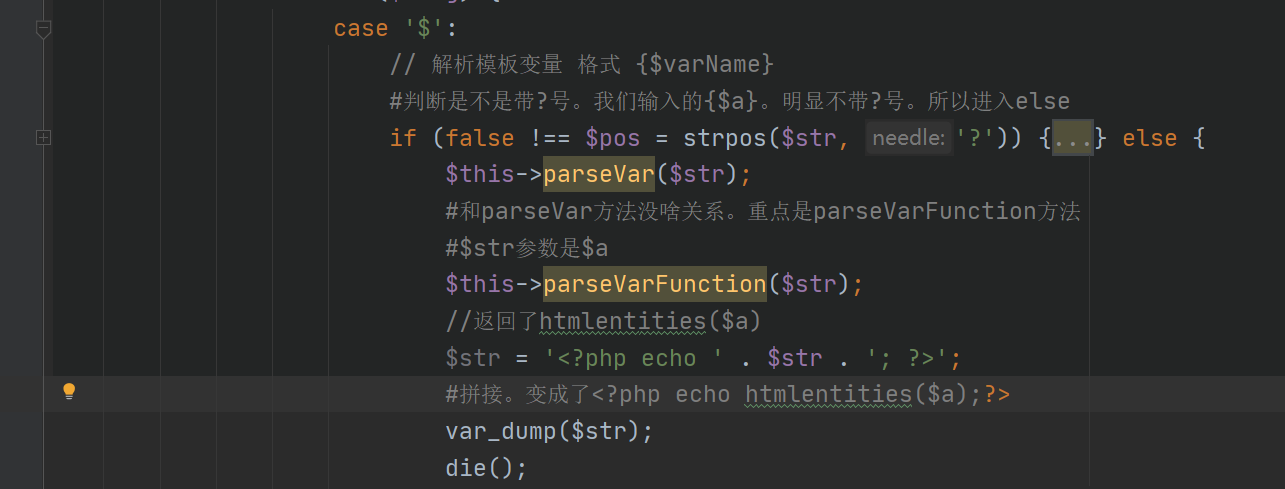 case '$':
// 解析模板变量 格式 {$varName}
#判断是不是带?号。我们输入的{$a}。明显不带?号。所以进入else
if (false !== $pos = strpos($str, needle: '?')) {...} else {
$this->parseVar($str);
#和parseVar方法没啥关系。重点是parseVarFunction方法
#$str参数是$a
$this->parseVarFunction($str);
//返回了htmlentities($a)
$str = '<?php echo ' . $str . '; ?>';
#拼接。变成了<?php echo htmlentities($a);?>
var_dump($str);
die();